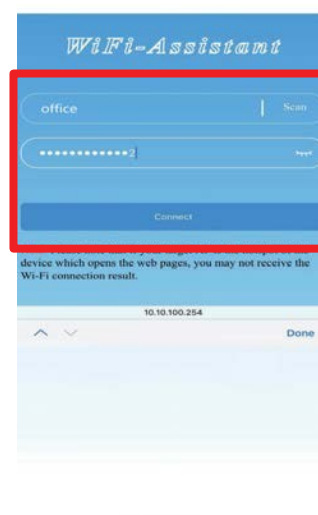 WiFi-Assistant
office | Scan
••••••••••••2
Connect
device which opens the web pages, you may not receive the
Wi-Fi connection result.
10.10.100.254
Done